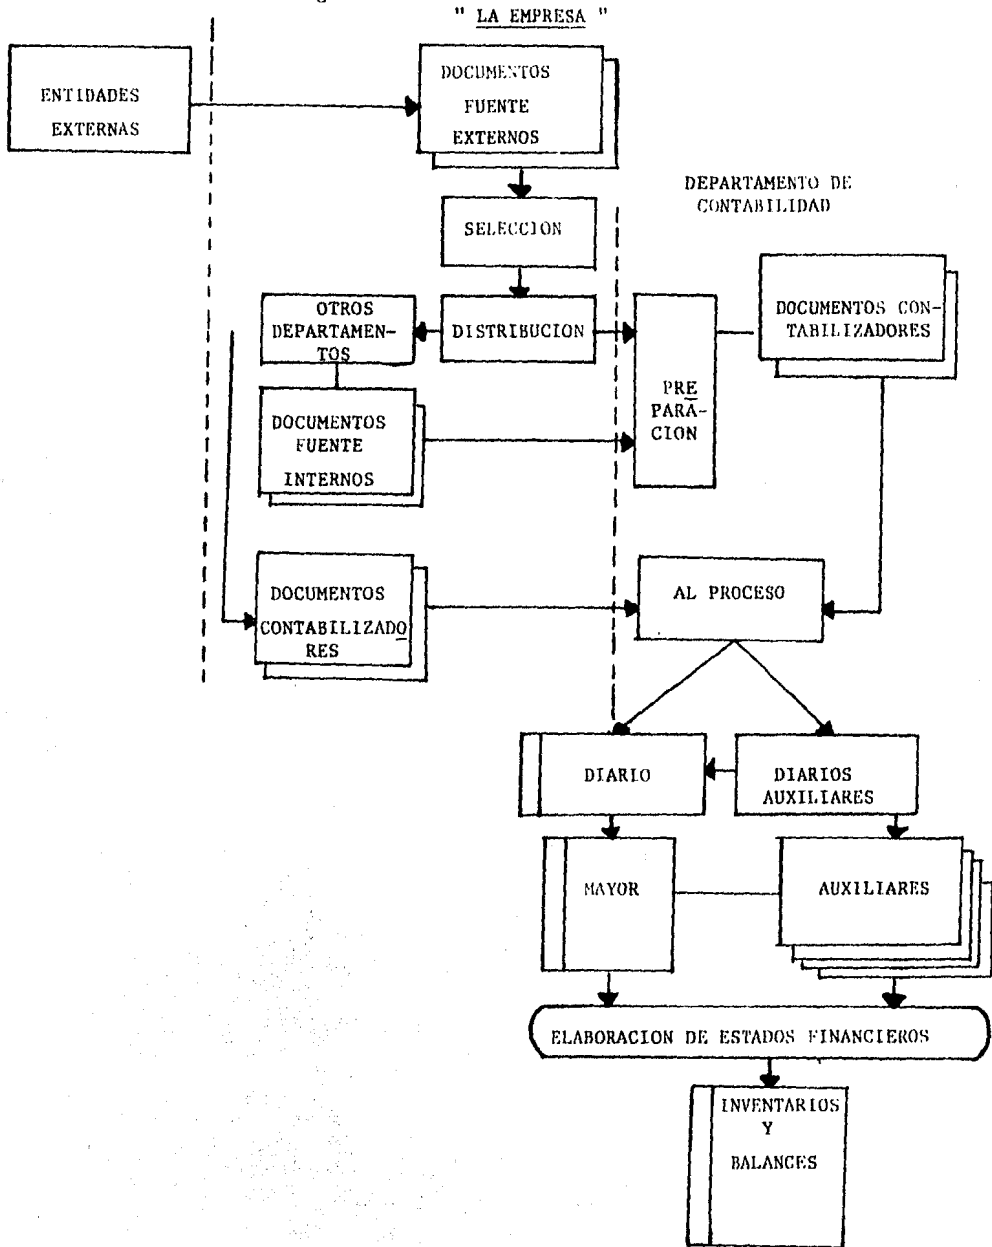 " LA EMPRESA "
ENTIDADES
EXTERNAS
DOCUMENTOS
FUENTE
EXTERNOS
DEPARTAMENTO DE
CONTABILIDAD
SELECCION
OTROS
DEPARTAMEN-
TOS
DISTRIBUCION
PRE
PARA-
CION
DOCUMENTOS CON-
TABILIZADORES
DOCUMENTOS
FUENTE
INTERNOS
DOCUMENTOS
CONTABILIZADO
RES
AL PROCESO
DIARIO
DIARIOS
AUXILIARES
MAYOR
AUXILIARES
ELABORACION DE ESTADOS FINANCIEROS
INVENTARIOS
Y
BALANCES